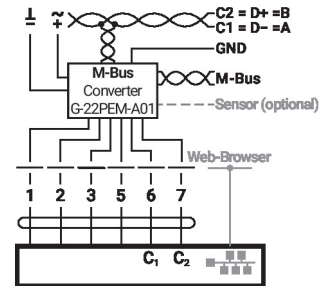 ⊥ ~
+
C2 = D+ =B
C1 = D− =A
GND
M-Bus
Converter
G-22PEM-A01
M-Bus
Sensor (optional)
Web-Browser
1 2 3 5 6 7
C1 C2